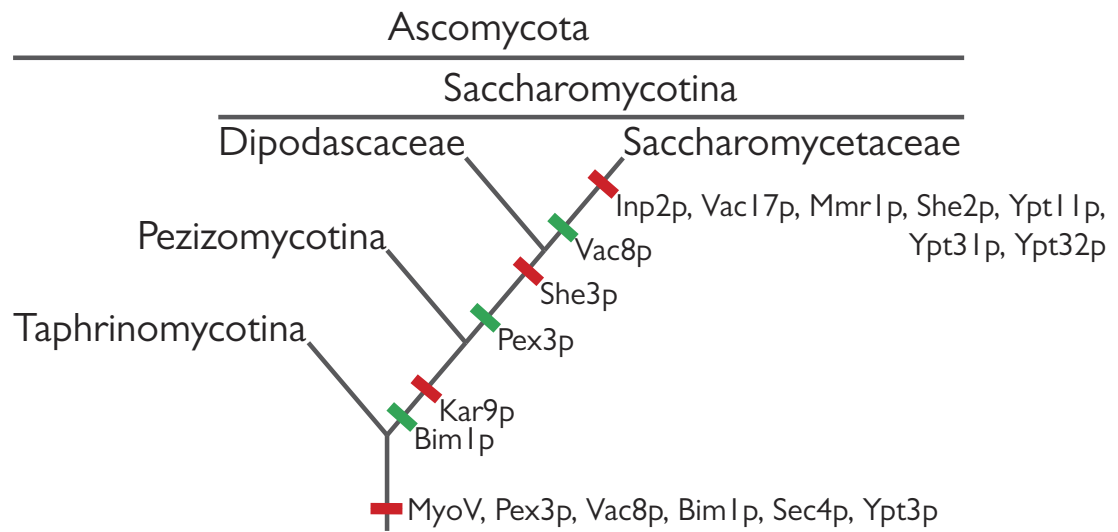 Ascomycota
Saccharomycotina
Dipodascaceae
Saccharomycetaceae
Inp2p, Vac17p, Mmr1p, She2p, Ypt11p,
Ypt31p, Ypt32p
Pezizomycotina
Vac8p
She3p
Taphrinomycotina
Pex3p
Kar9p
Bim1p
MyoV, Pex3p, Vac8p, Bim1p, Sec4p, Ypt3p